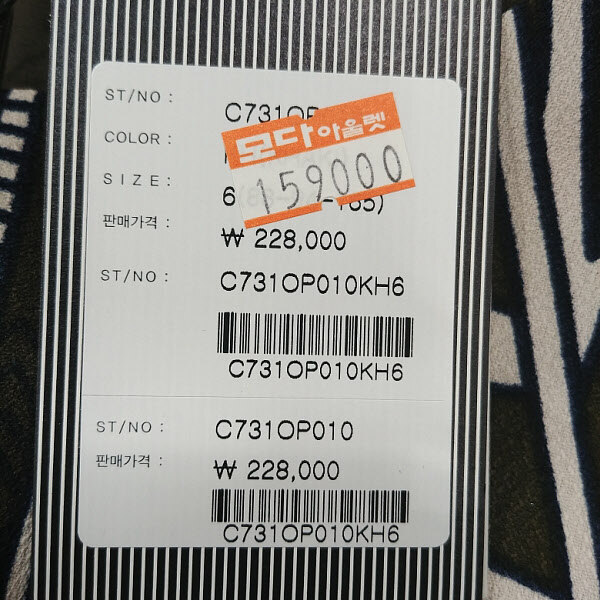 ST/NO : C731OP
모다아울렛
COLOR :
159000
SIZE : 6
판매가격 : ₩ 228,000
ST/NO : C731OP010KH6
C731OP010KH6
ST/NO : C731OP010
판매가격 : ₩ 228,000
C731OP010KH6